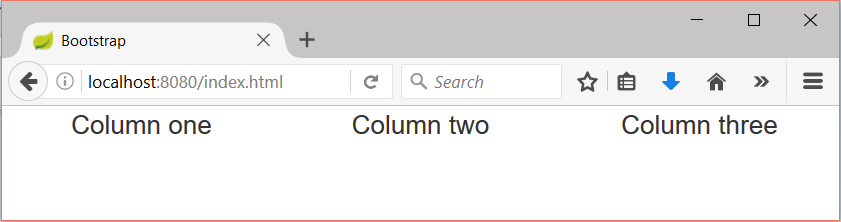 Bootstrap
localhost:8080/index.html
Search
Column one Column two Column three